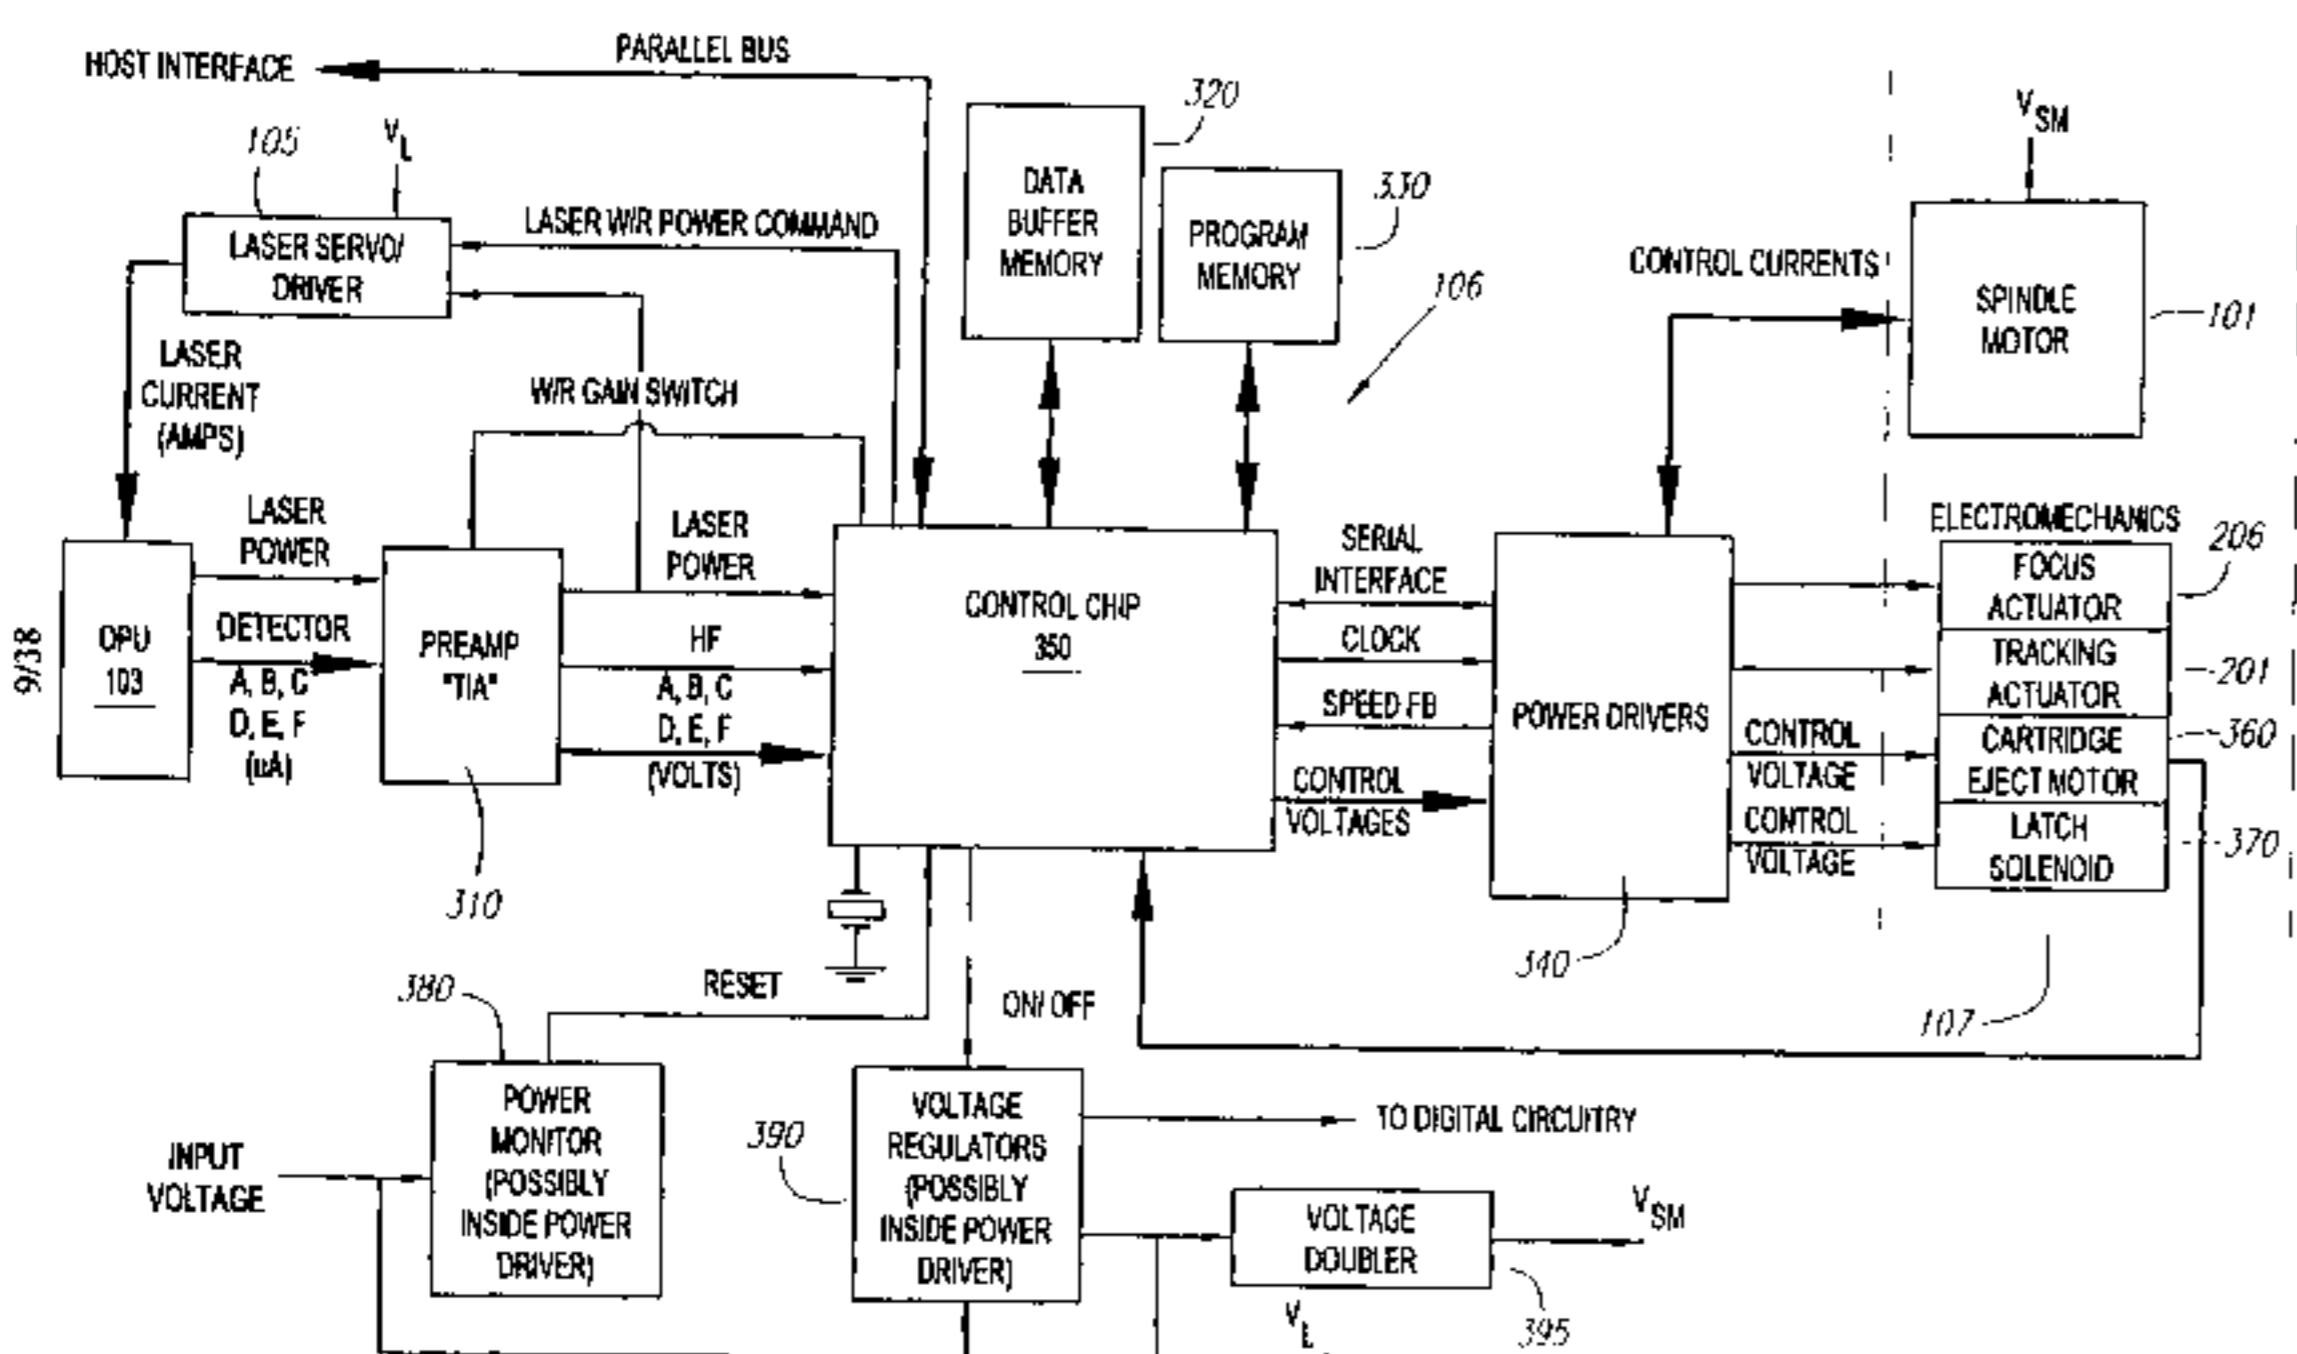 PARALLEL BUS
HOST INTERFACE
320
V SM
105
V L
DATA
BUFFER
MEMORY
330
LASER W/R POWER COMMAND
PROGRAM
MEMORY
LASER SERVO/
DRIVER
CONTROL CURRENTS
106
SPINDLE
MOTOR
101
LASER
CURRENT
(AMPS)
W/R GAIN SWITCH
LASER
POWER
LASER
POWER
SERIAL
INTERFACE
ELECTROMECHANICS
206
FOCUS
ACTUATOR
9/38
OPU
103
DETECTOR
A, B, C
D, E, F
(uA)
PREAMP
"TIA"
HF
A, B, C
D, E, F
(VOLTS)
CONTROL CHIP
350
CLOCK
SPEED FB
CONTROL
VOLTAGES
POWER DRIVERS
TRACKING
ACTUATOR
201
CONTROL
VOLTAGE
CARTRIDGE
EJECT MOTOR
360
CONTROL
VOLTAGE
LATCH
SOLENOID
370
310
340
107
380
RESET
ON/ OFF
POWER
MONITOR
(POSSIBLY
INSIDE POWER
DRIVER)
390
VOLTAGE
REGULATORS
(POSSIBLY
INSIDE POWER
DRIVER)
TO DIGITAL CIRCUITRY
INPUT
VOLTAGE
VOLTAGE
DOUBLER
V SM
V L
395